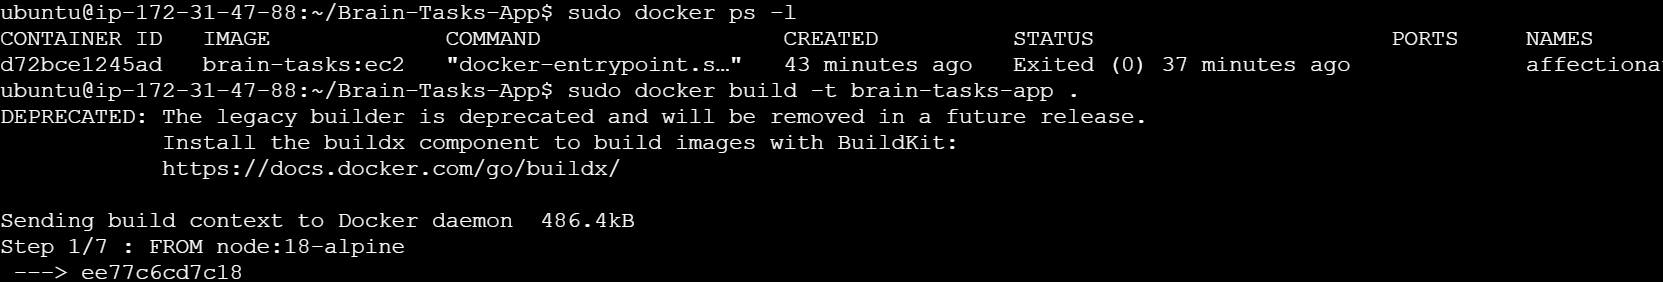 ubuntu@ip-172-31-47-88:~/Brain-Tasks-App$ sudo docker ps -l
CONTAINER ID   IMAGE             COMMAND                  CREATED          STATUS                      PORTS     NAMES
d72bce1245ad   brain-tasks:ec2   "docker-entrypoint.s…"   43 minutes ago   Exited (0) 37 minutes ago             affectiona
ubuntu@ip-172-31-47-88:~/Brain-Tasks-App$ sudo docker build -t brain-tasks-app .
DEPRECATED: The legacy builder is deprecated and will be removed in a future release.
            Install the buildx component to build images with BuildKit:
            https://docs.docker.com/go/buildx/

Sending build context to Docker daemon  486.4kB
Step 1/7 : FROM node:18-alpine
 ---> ee77c6cd7c18